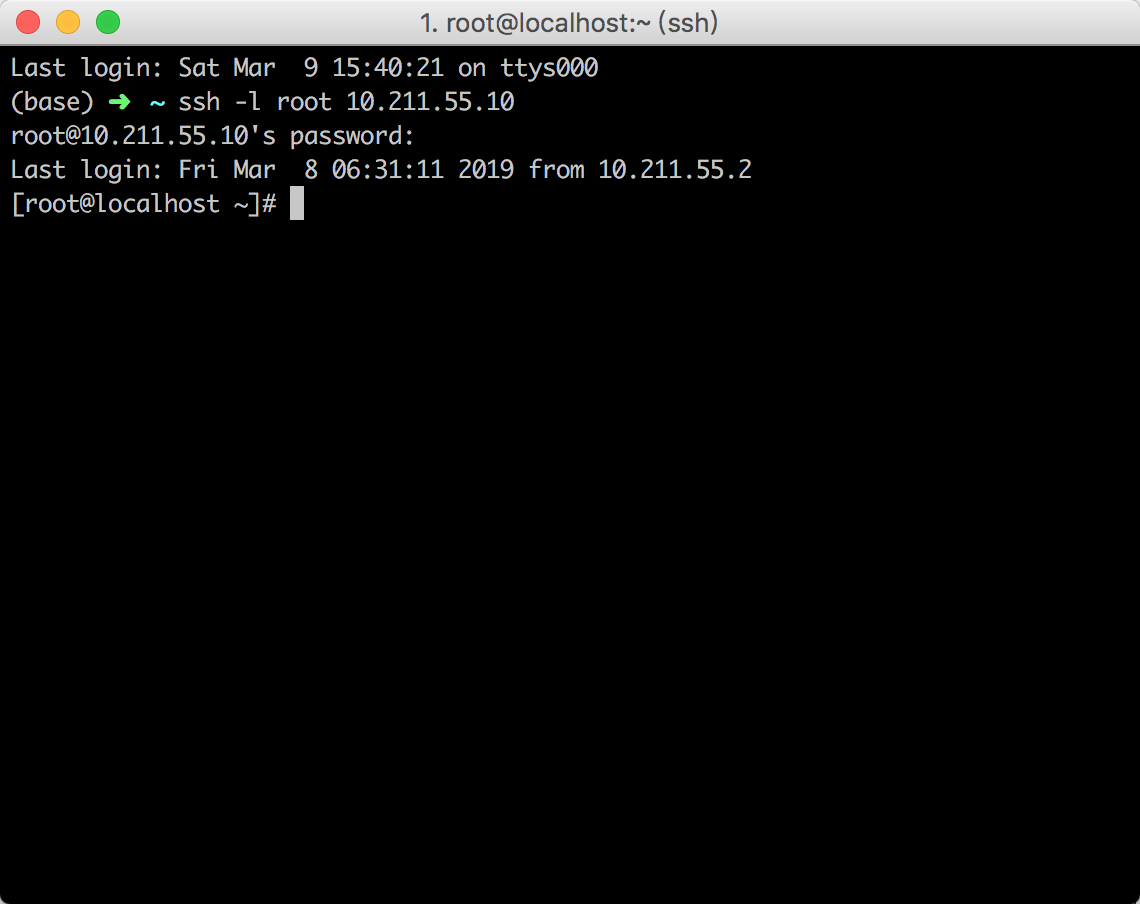 1. root@localhost:~ (ssh)
Last login: Sat Mar  9 15:40:21 on ttys000
(base) ➜  ~ ssh -l root 10.211.55.10
root@10.211.55.10's password:
Last login: Fri Mar  8 06:31:11 2019 from 10.211.55.2
[root@localhost ~]#